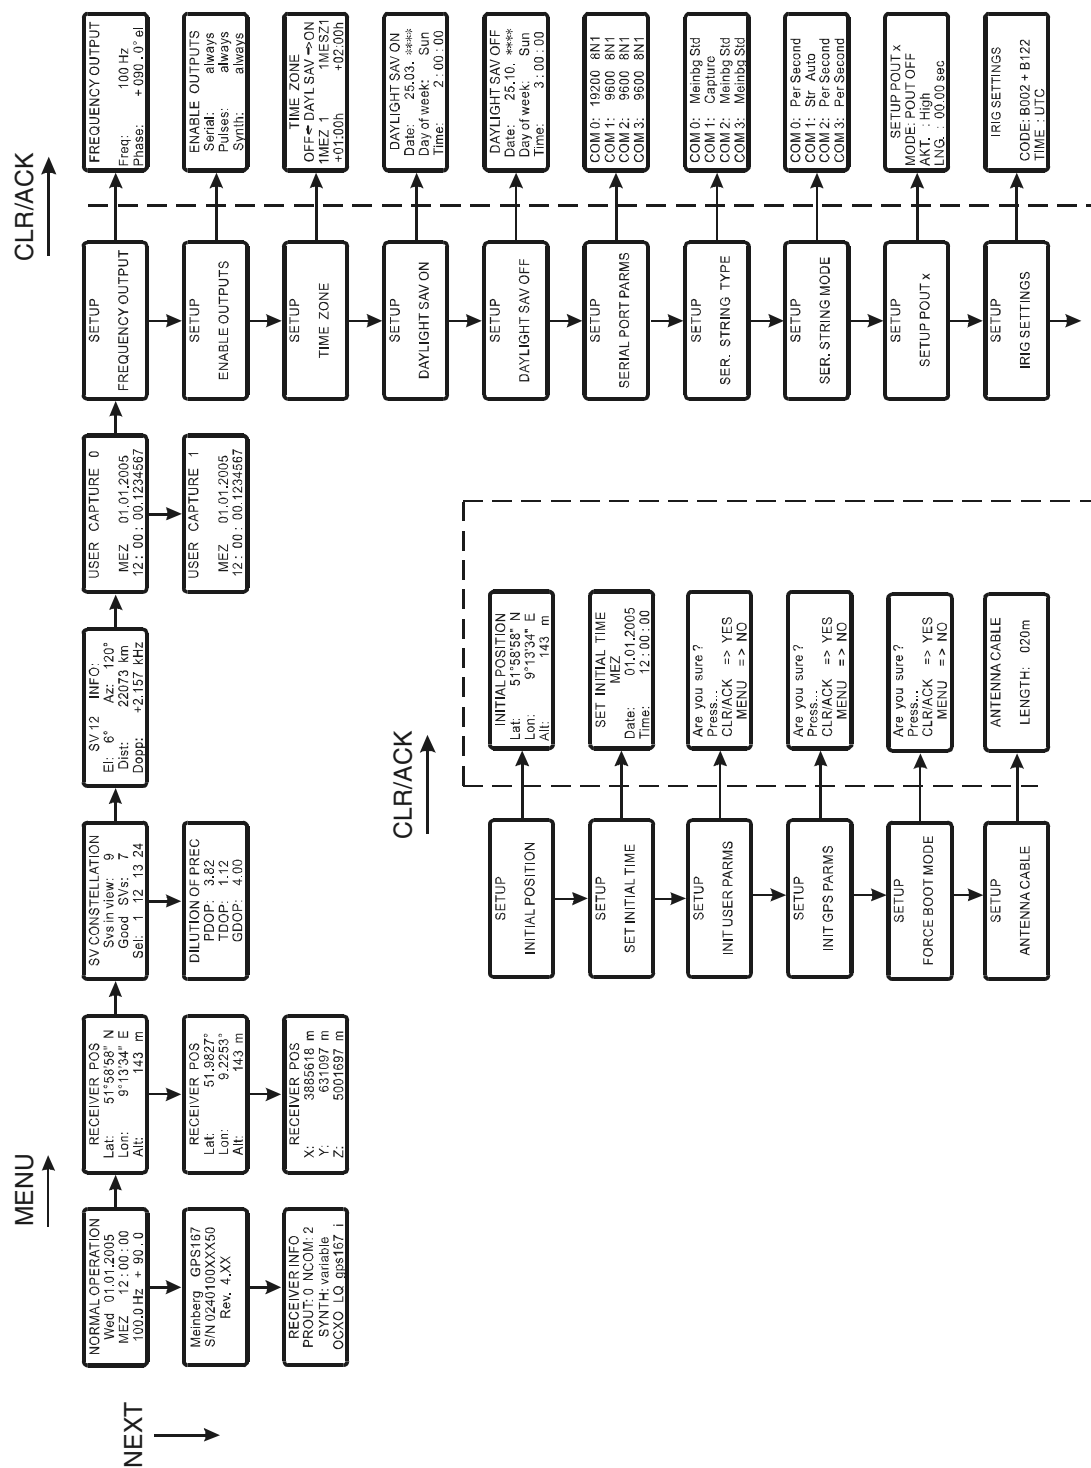 MENU
CLR/ACK
NEXT
NORMAL OPERATION
Wed 01.01.2005
MEZ 12:00:00
100.0 Hz + 90.0
Meinberg GPS167
S/N 0240100XXX50
Rev. 4.XX
RECEIVER INFO
PROUT: 0 NCOM: 2
SYNTH: variable
OCXO LQ gps167 i
RECEIVER POS
Lat: 51°58'58" N
Lon: 9°13'34" E
Alt: 143 m
RECEIVER POS
Lat: 51.9827°
Lon: 9.2253°
Alt: 143 m
RECEIVER POS
X: 3885618 m
Y: 631097 m
Z: 5001697 m
SV CONSTELLATION
Svs in view: 9
Good SVs: 7
Sel: 1 12 13 24
DILUTION OF PREC
PDOP: 3.82
TDOP: 1.12
GDOP: 4.00
SV 12 INFO:
El: 6° Az: 120°
Dist: 22073 km
Dopp: +2.157 kHz
USER CAPTURE 0
MEZ 01.01.2005
12:00:00.1234567
USER CAPTURE 1
MEZ 01.01.2005
12:00:00.1234567
SETUP
FREQUENCY OUTPUT
FREQUENCY OUTPUT
Freq: 100 Hz
Phase: +090.0° el
SETUP
ENABLE OUTPUTS
ENABLE OUTPUTS
Serial: always
Pulses: always
Synth: always
SETUP
TIME ZONE
TIME ZONE
OFF ← DAYL SAV → ON
1MEZ 1 1MESZ1
+01:00h +02:00h
SETUP
DAYLIGHT SAV ON
DAYLIGHT SAV ON
Date: 25.03. ****
Day of week: Sun
Time: 2:00:00
SETUP
DAYLIGHT SAV OFF
DAYLIGHT SAV OFF
Date: 25.10. ****
Day of week: Sun
Time: 3:00:00
SETUP
SERIAL PORT PARMS
COM 0: 19200 8N1
COM 1: 9600 8N1
COM 2: 9600 8N1
COM 3: 9600 8N1
SETUP
SER. STRING TYPE
COM 0: Meinbg Std
COM 1: Capture
COM 2: Meinbg Std
COM 3: Meinbg Std
SETUP
SER. STRING MODE
COM 0: Per Second
COM 1: Str Auto
COM 2: Per Second
COM 3: Per Second
SETUP
SETUP POUT x
SETUP POUT x
MODE: POUT OFF
AKT. : High
LNG. : 00.00 sec
SETUP
IRIG SETTINGS
IRIG SETTINGS
CODE: B002 + B122
TIME : UTC
CLR/ACK
SETUP
INITIAL POSITION
INITIAL POSITION
Lat: 51°58'58" N
Lon: 9°13'34" E
Alt: 143 m
SETUP
SET INITIAL TIME
SET INITIAL TIME
MEZ
Date: 01.01.2005
Time: 12:00:00
SETUP
INIT USER PARMS
Are you sure ?
Press...
CLR/ACK => YES
MENU => NO
SETUP
INIT GPS PARMS
Are you sure ?
Press...
CLR/ACK => YES
MENU => NO
SETUP
FORCE BOOT MODE
Are you sure ?
Press...
CLR/ACK => YES
MENU => NO
SETUP
ANTENNA CABLE
ANTENNA CABLE
LENGTH: 020m